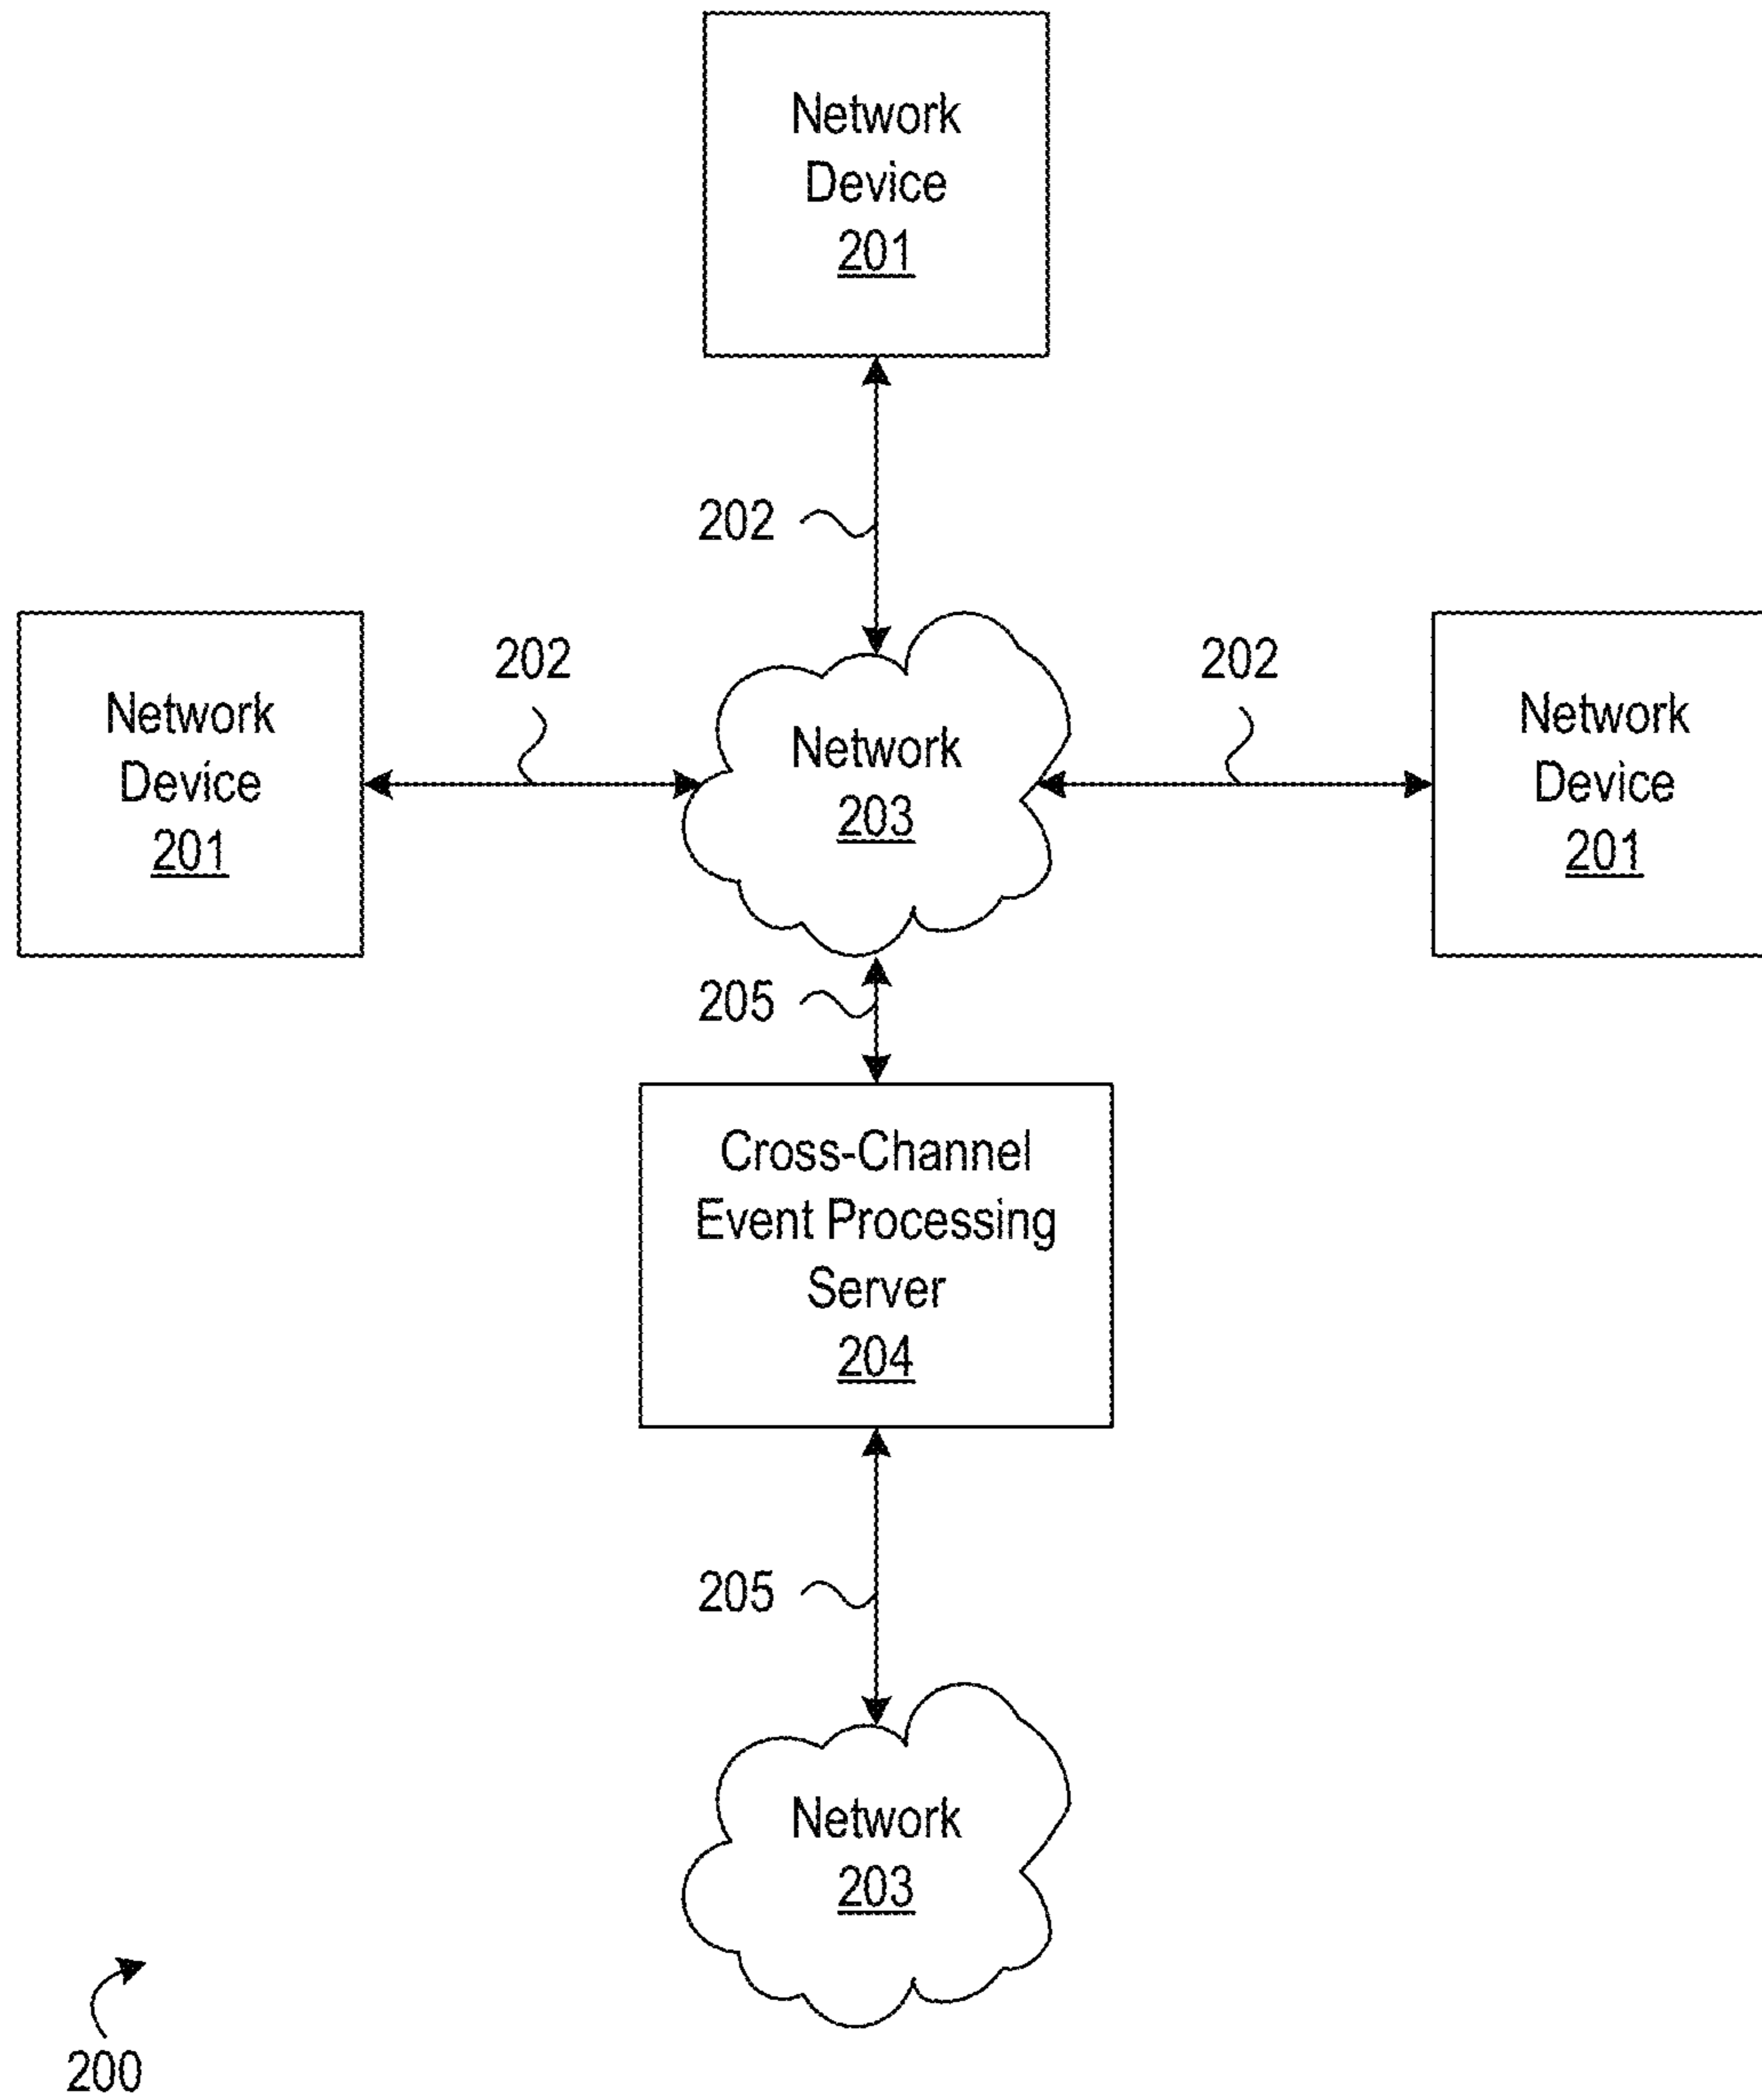 Network
Device
201
202
202
202
Network
Device
201
Network
203
Network
Device
201
205
Cross-Channel
Event Processing
Server
204
205
Network
203
200